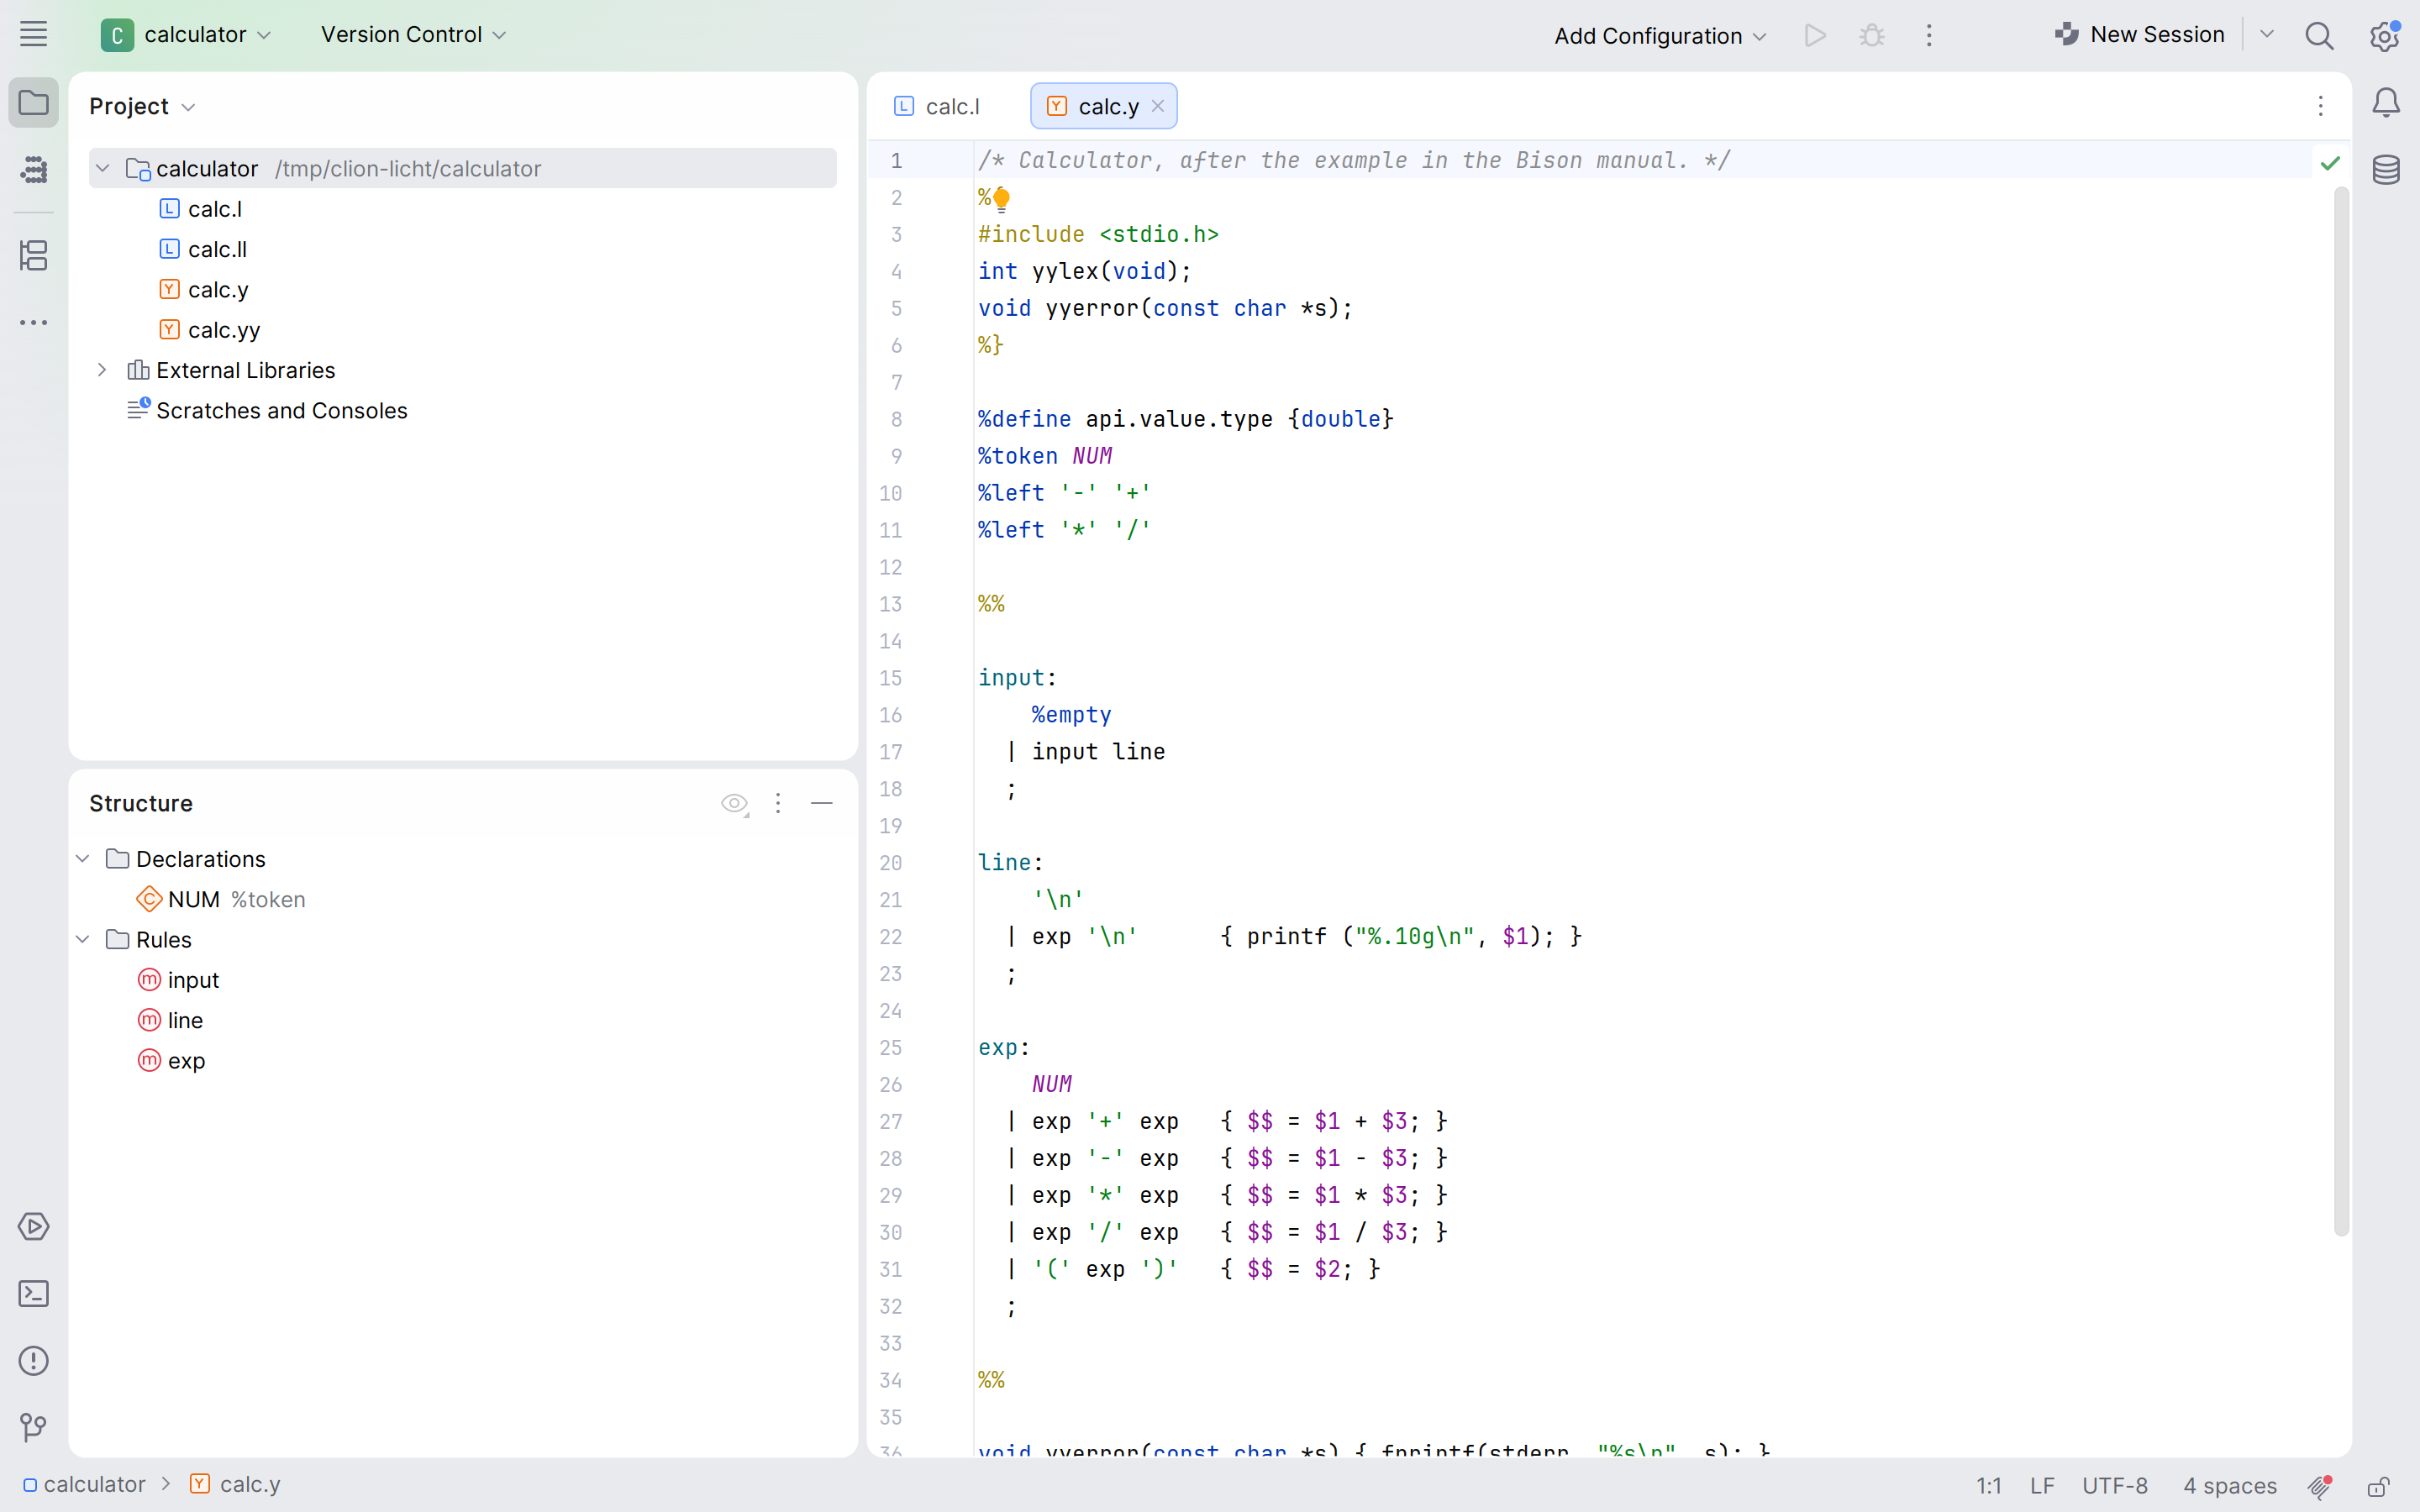 C calculator Version Control Add Configuration New Session
Project
calculator /tmp/clion-licht/calculator
L calc.l
L calc.ll
Y calc.y
Y calc.yy
External Libraries
Scratches and Consoles
Structure
Declarations
C NUM %token
Rules
m input
m line
m exp
L calc.l Y calc.y
1 /* Calculator, after the example in the Bison manual. */
2 %
3 #include <stdio.h>
4 int yylex(void);
5 void yyerror(const char *s);
6 %}
7
8 %define api.value.type {double}
9 %token NUM
10 %left '-' '+'
11 %left '*' '/'
12
13 %%
14
15 input:
16 %empty
17 | input line
18 ;
19
20 line:
21 '\n'
22 | exp '\n' { printf ("%.10g\n", $1); }
23 ;
24
25 exp:
26 NUM
27 | exp '+' exp { $$ = $1 + $3; }
28 | exp '-' exp { $$ = $1 - $3; }
29 | exp '*' exp { $$ = $1 * $3; }
30 | exp '/' exp { $$ = $1 / $3; }
31 | '(' exp ')' { $$ = $2; }
32 ;
33
34 %%
35
36 void yyerror(const char *s) { fprintf(stderr, "%s\n", s); }
calculator Y calc.y 1:1 LF UTF-8 4 spaces